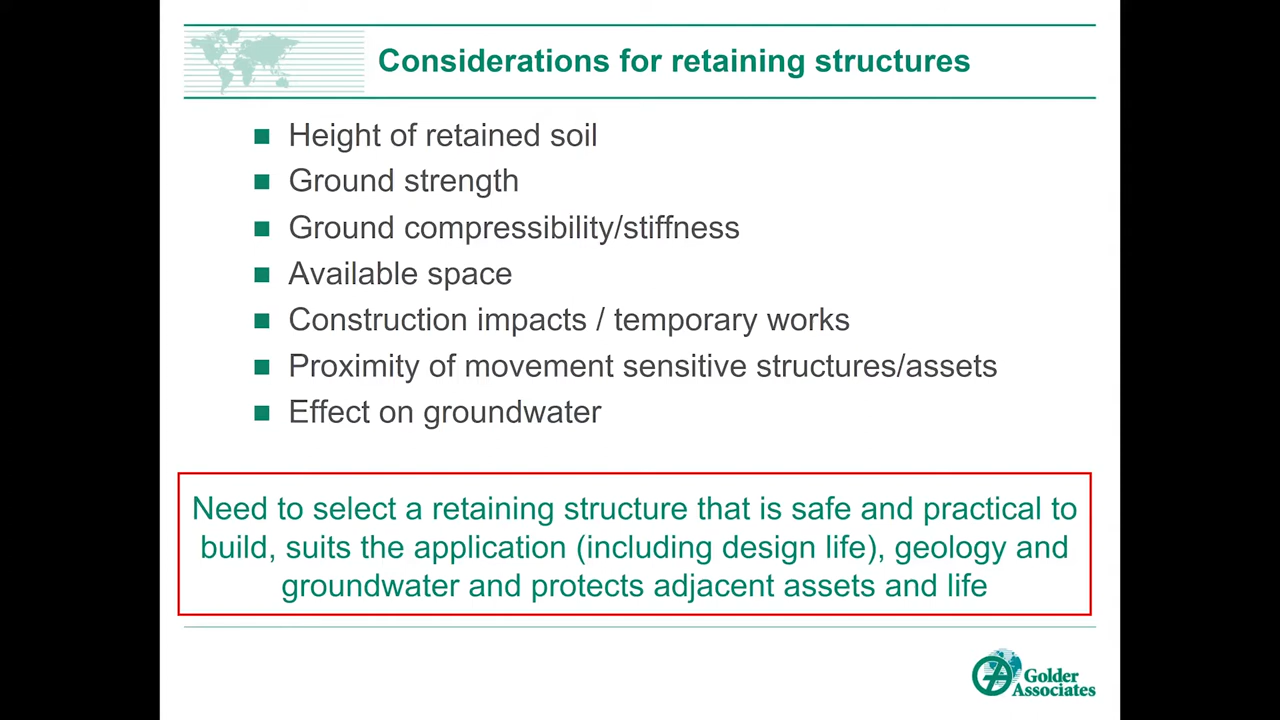 Considerations for retaining structures
Height of retained soil
Ground strength
Ground compressibility/stiffness
Available space
Construction impacts / temporary works
Proximity of movement sensitive structures/assets
Effect on groundwater
Need to select a retaining structure that is safe and practical to
build, suits the application (including design life), geology and
groundwater and protects adjacent assets and life
Golder
Associates